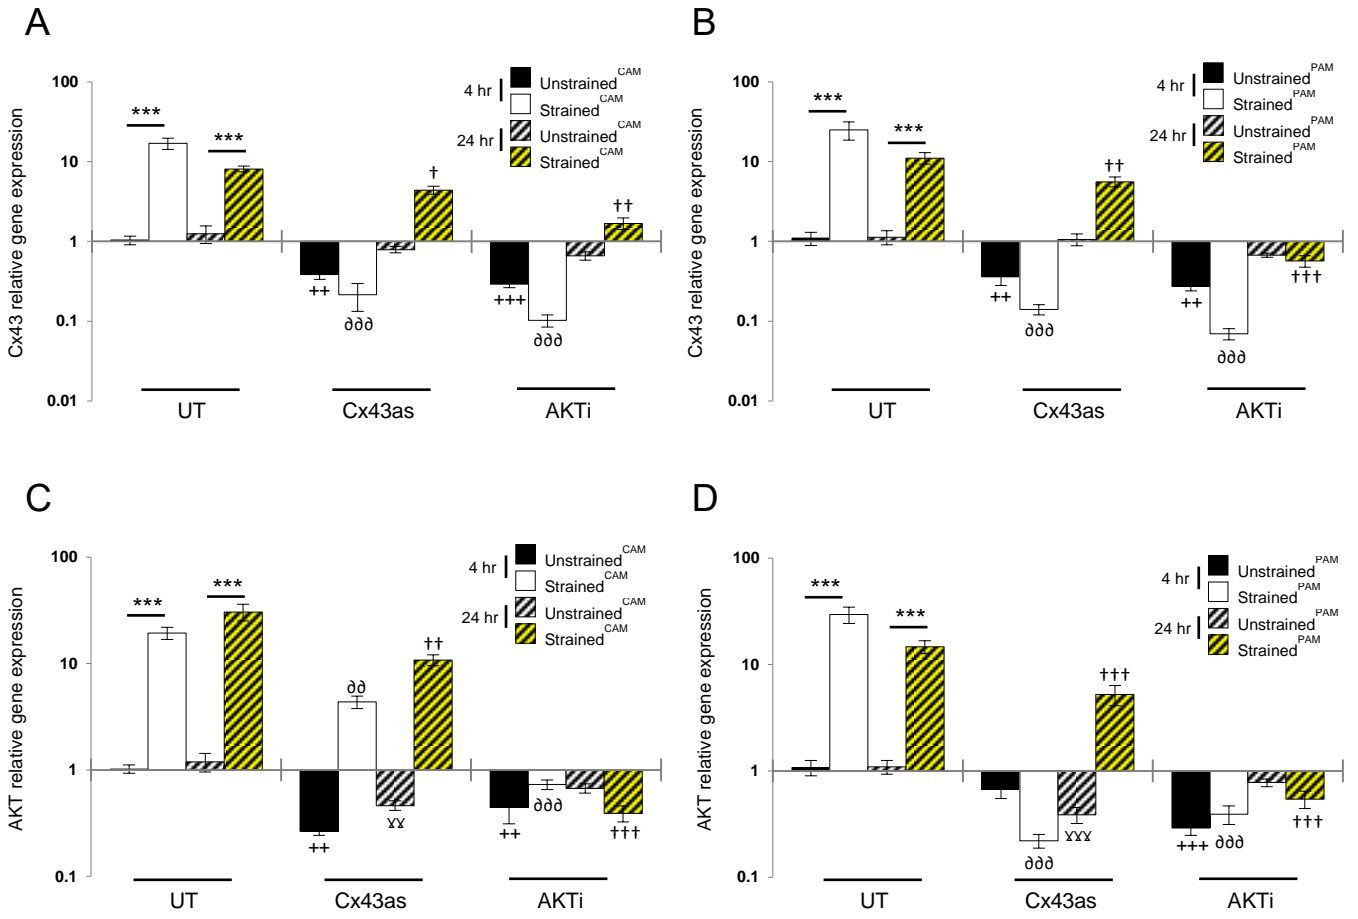 A
Cx43 relative gene expression
100
10
1
0.1
0.01
4 hr
24 hr
Unstrained CAM
Strained CAM
Unstrained CAM
Strained CAM
***
***
†
††
++
∂∂∂
+++
∂∂∂
UT
Cx43as
AKTi
B
Cx43 relative gene expression
100
10
1
0.1
0.01
4 hr
24 hr
Unstrained PAM
Strained PAM
Unstrained PAM
Strained PAM
***
***
††
++
∂∂∂
++
∂∂∂
†††
UT
Cx43as
AKTi
C
AKT relative gene expression
100
10
1
0.1
4 hr
24 hr
Unstrained CAM
Strained CAM
Unstrained CAM
Strained CAM
***
***
∂∂
††
++
¥¥
++
∂∂∂
†††
UT
Cx43as
AKTi
D
AKT relative gene expression
100
10
1
0.1
4 hr
24 hr
Unstrained PAM
Strained PAM
Unstrained PAM
Strained PAM
***
***
†††
∂∂∂
¥¥¥
+++
∂∂∂
†††
UT
Cx43as
AKTi